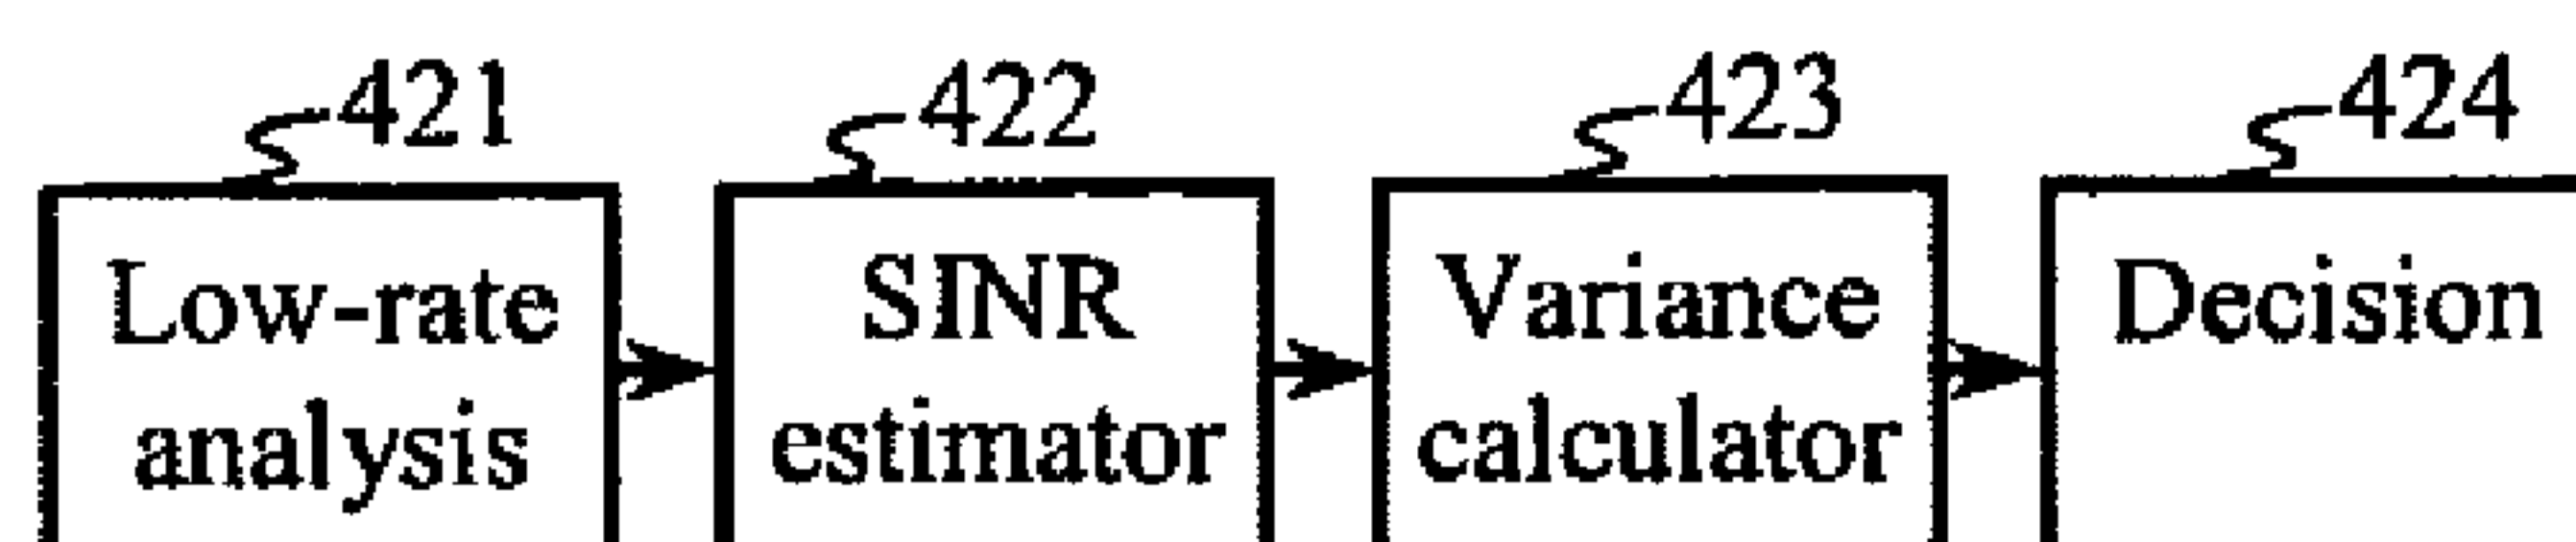 421
422
423
424
Low-rate
analysis
SINR
estimator
Variance
calculator
Decision